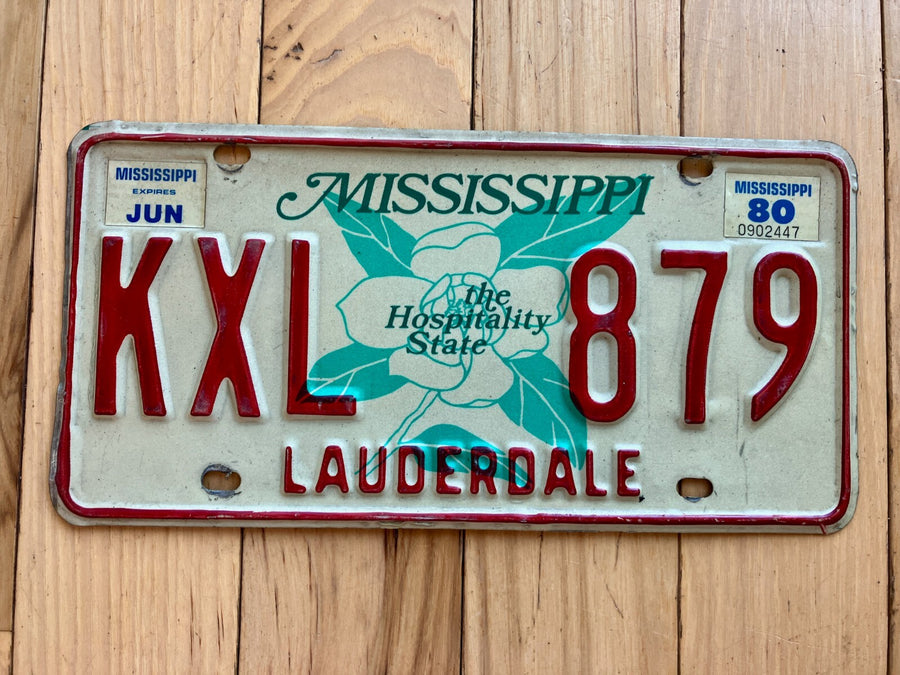 MISSISSIPPI
EXPIRES
JUN
MISSISSIPPI
MISSISSIPPI
80
0902447
KXL 879
the
Hospitality
State
LAUDERDALE